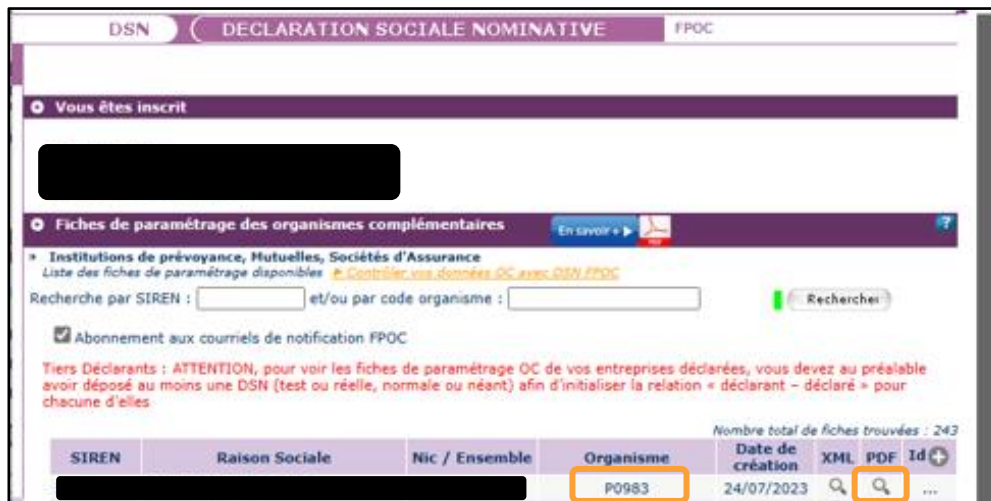 DSN DECLARATION SOCIALE NOMINATIVE FPOC
Vous êtes inscrit
Fiches de paramétrage des organismes complémentaires En savoir + PDF ?
Institutions de prévoyance, Mutuelles, Sociétés d'Assurance
Liste des fiches de paramétrage disponibles Contrôler vos données OC avec DSN FPOC
Recherche par SIREN : et/ou par code organisme : Rechercher
Abonnement aux courriels de notification FPOC
Tiers Déclarants : ATTENTION, pour voir les fiches de paramétrage OC de vos entreprises déclarées, vous devez au préalable
avoir déposé au moins une DSN (test ou réelle, normale ou néant) afin d'initialiser la relation « déclarant – déclaré » pour
chacune d'elles
Nombre total de fiches trouvées : 243
SIREN Raison Sociale Nic / Ensemble Organisme Date de création XML PDF Id
P0983 24/07/2023 ...